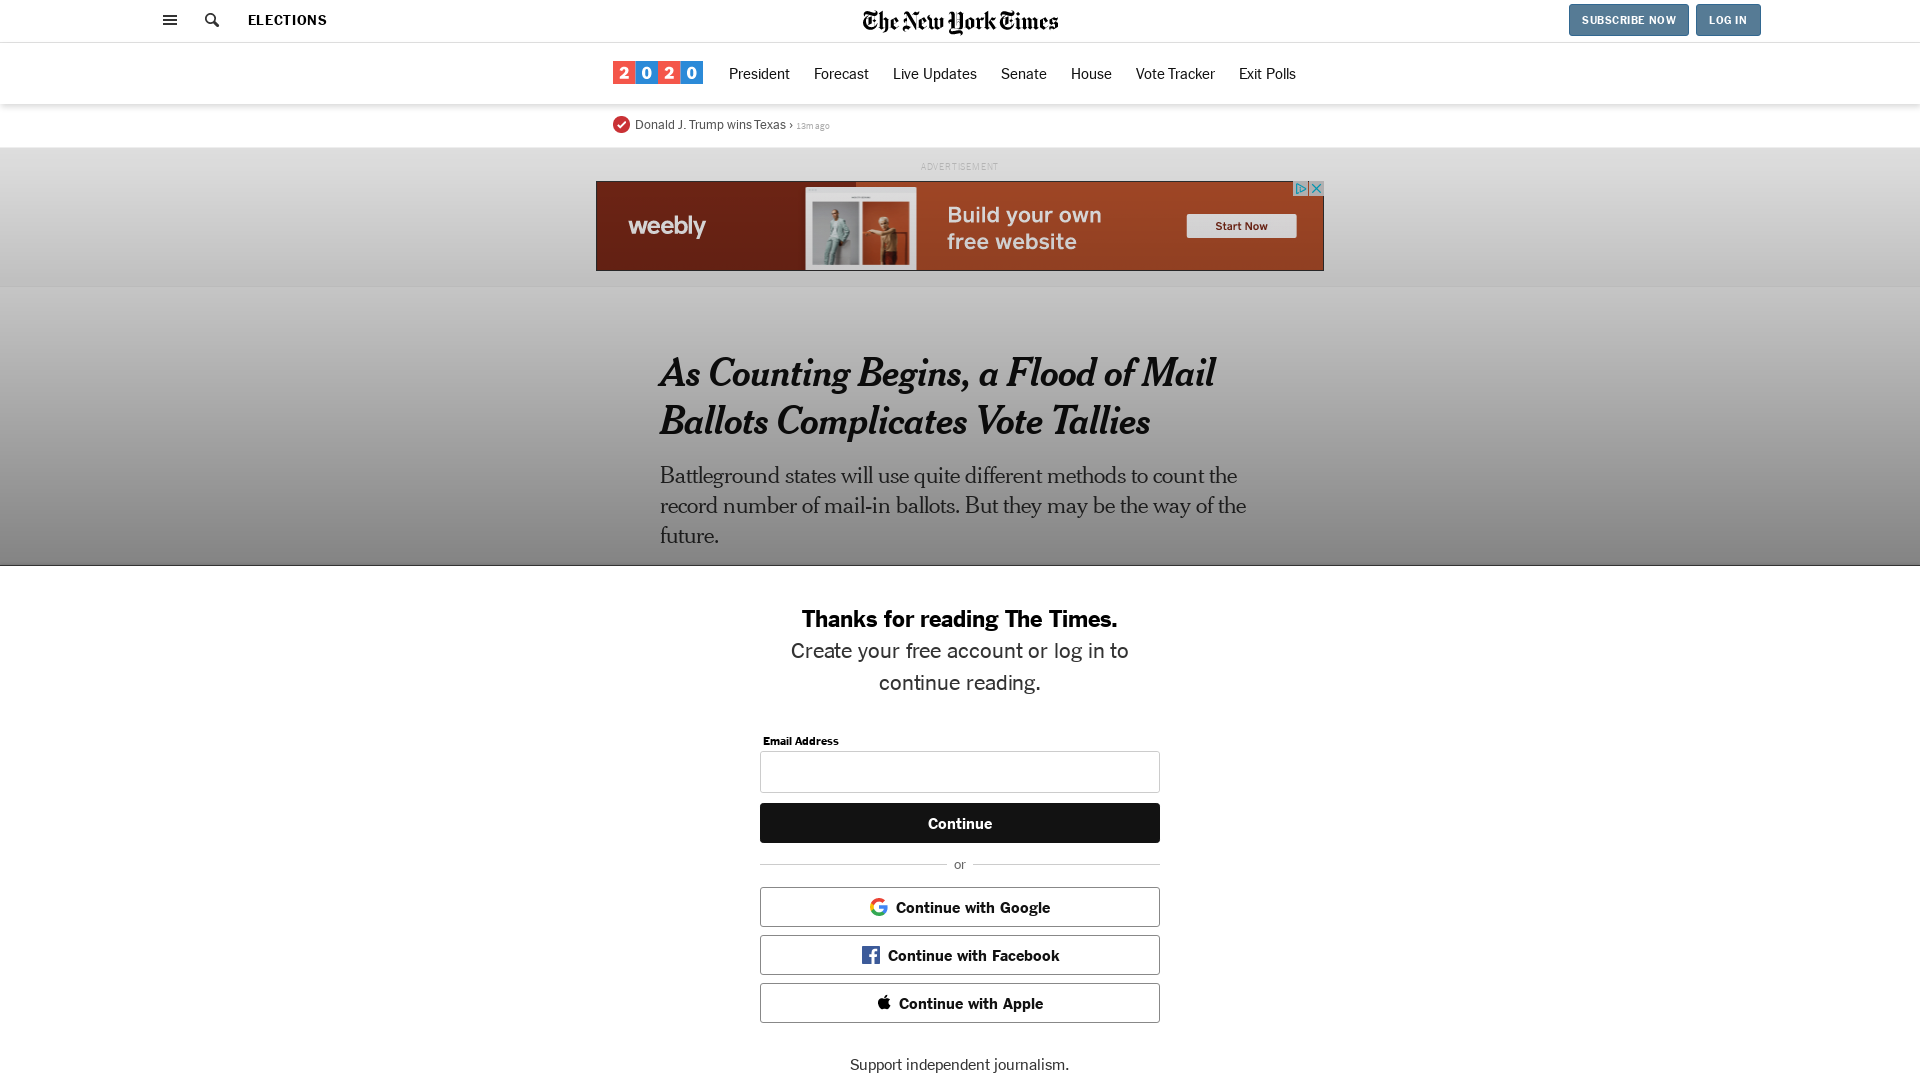 ELECTIONS
The New York Times
SUBSCRIBE NOW
LOG IN
2020
President
Forecast
Live Updates
Senate
House
Vote Tracker
Exit Polls
Donald J. Trump wins Texas › 13m ago
ADVERTISEMENT
weebly
Build your own
free website
Start Now
As Counting Begins, a Flood of Mail
Ballots Complicates Vote Tallies
Battleground states will use quite different methods to count the
record number of mail-in ballots. But they may be the way of the
future.
Thanks for reading The Times.
Create your free account or log in to
continue reading.
Email Address
Continue
or
Continue with Google
Continue with Facebook
Continue with Apple
Support independent journalism.